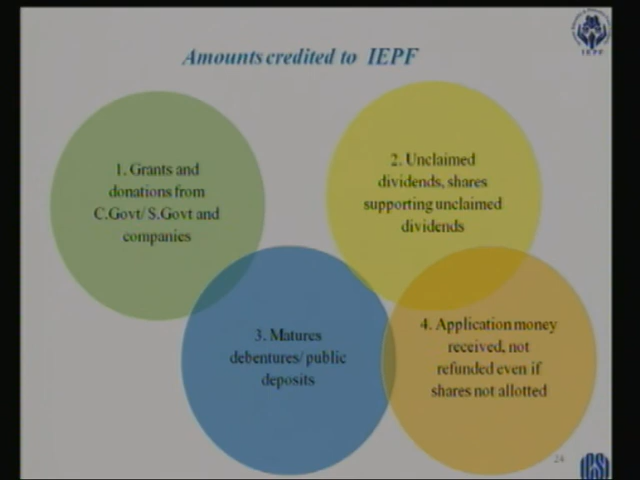 Amounts credited to IEPF
IEPF
1. Grants and
donations from
C.Govt/ S.Govt and
companies
2. Unclaimed
dividends, shares
supporting unclaimed
dividends
3. Matures
debentures/ public
deposits
4. Application money
received, not
refunded even if
shares not allotted
24
ICSI